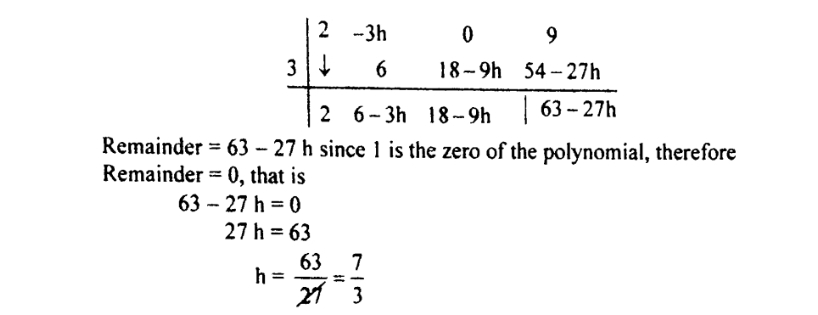 2 -3h 0 9
3 ↓ 6 18-9h 54-27h
2 6-3h 18-9h 63-27h
Remainder = 63 – 27 h since 1 is the zero of the polynomial, therefore
Remainder = 0, that is
63 – 27 h = 0
27 h = 63
h = 63/27 = 7/3